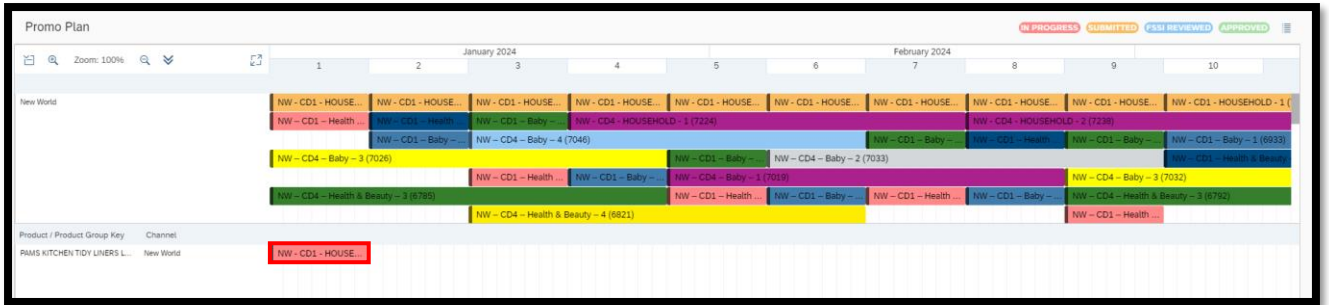 Promo Plan IN PROGRESS SUBMITTED FSSI REVIEWED APPROVED
Zoom: 100% January 2024 February 2024
1 2 3 4 5 6 7 8 9 10
New World NW - CD1 - HOUSE... NW - CD1 - HOUSE... NW - CD1 - HOUSE... NW - CD1 - HOUSE... NW - CD1 - HOUSE... NW - CD1 - HOUSE... NW - CD1 - HOUSE... NW - CD1 - HOUSE... NW - CD1 - HOUSE... NW - CD1 - HOUSEHOLD - 1 (
NW – CD1 – Health ... NW – CD1 – Health ... NW – CD1 – Baby – ... NW - CD4 - HOUSEHOLD - 1 (7224) NW - CD4 - HOUSEHOLD - 2 (7238)
NW – CD1 – Baby – ... NW – CD4 – Baby – 4 (7046) NW – CD1 – Baby – ... NW – CD1 – Health ... NW – CD1 – Baby – ... NW – CD1 – Baby – 1 (6933)
NW – CD4 – Baby – 3 (7026) NW – CD1 – Baby – ... NW – CD4 – Baby – 2 (7033) NW – CD1 – Health & Beauty
NW – CD1 – Health ... NW – CD1 – Baby – ... NW – CD4 – Baby – 1 (7019) NW – CD4 – Baby – 3 (7032)
NW – CD4 – Health & Beauty – 3 (6785) NW – CD1 – Health ... NW – CD1 – Baby – ... NW – CD1 – Health ... NW – CD1 – Baby – ... NW – CD4 – Health & Beauty – 3 (6792)
NW – CD4 – Health & Beauty – 4 (6821) NW – CD1 – Health ...
Product / Product Group Key Channel
PAMS KITCHEN TIDY LINERS L... New World NW - CD1 - HOUSE...